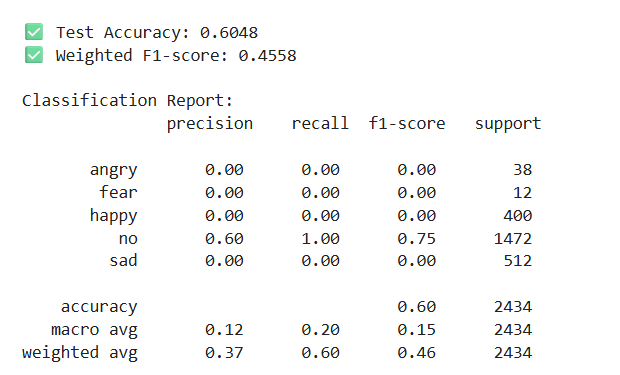 ✅ Test Accuracy: 0.6048
✅ Weighted F1-score: 0.4558
Classification Report:
precision recall f1-score support
angry 0.00 0.00 0.00 38
fear 0.00 0.00 0.00 12
happy 0.00 0.00 0.00 400
no 0.60 1.00 0.75 1472
sad 0.00 0.00 0.00 512
accuracy 0.60 2434
macro avg 0.12 0.20 0.15 2434
weighted avg 0.37 0.60 0.46 2434